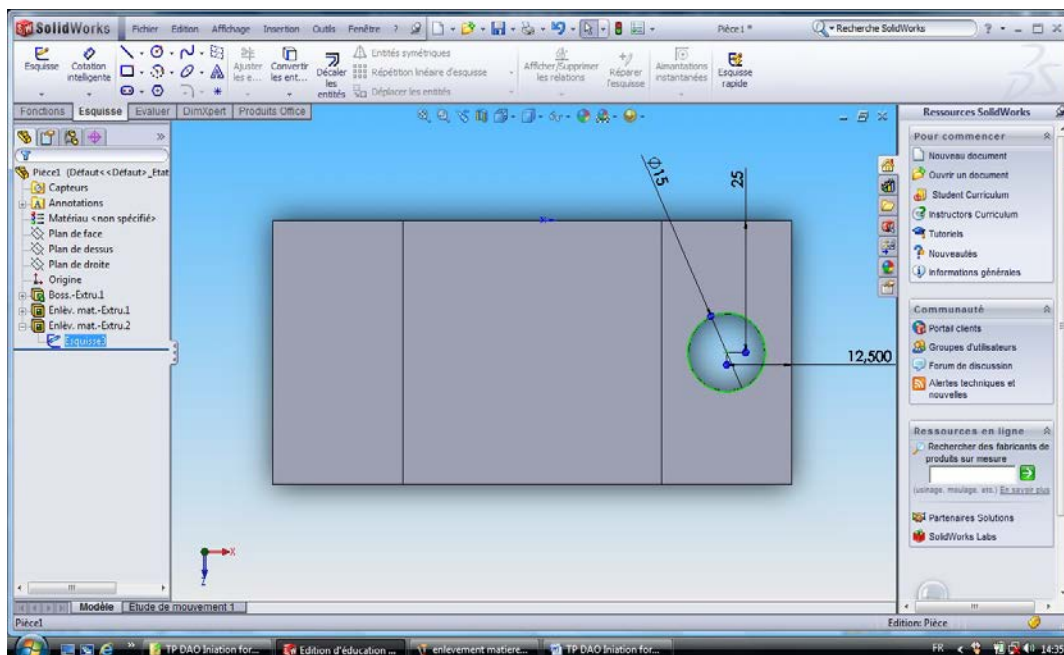 SolidWorks Fichier Edition Affichage Insertion Outils Fenêtre ? Pièce1 * Recherche SolidWorks ?
Esquisse Cotation intelligente Ajuster les e... Convertir les ent... Décaler les entités Entités symétriques Afficher/Supprimer les relations Réparer l'esquisse Aimantations instantanées Esquisse rapide
Répétition linéaire d'esquisse
Déplacer les entités
Fonctions Esquisse Evaluer DimXpert Produits Office
Pièce1 (Défaut<<Défaut>_Etat
Capteurs
Annotations
Matériau <non spécifié>
Plan de face
Plan de dessus
Plan de droite
Origine
Boss.-Extru.1
Enlèv. mat.-Extru.1
Enlèv. mat.-Extru.2
Esquisse3
Ø15
25
12,500
X
Z
Ressources SolidWorks
Pour commencer
Nouveau document
Ouvrir un document
Student Curriculum
Instructors Curriculum
Tutoriels
Nouveautés
Informations générales
Communauté
Portail clients
Groupes d'utilisateurs
Forum de discussion
Alertes techniques et
nouvelles
Ressources en ligne
Rechercher des fabricants de
produits sur mesure
(usinage, moulage, etc.) En savoir plus
Partenaires Solutions
SolidWorks Labs
Modèle Etude de mouvement 1
Pièce1 Edition: Pièce
TP DAO Iniation for... Edition d'éducation ... enlevement matiere... TP DAO Iniation for... FR